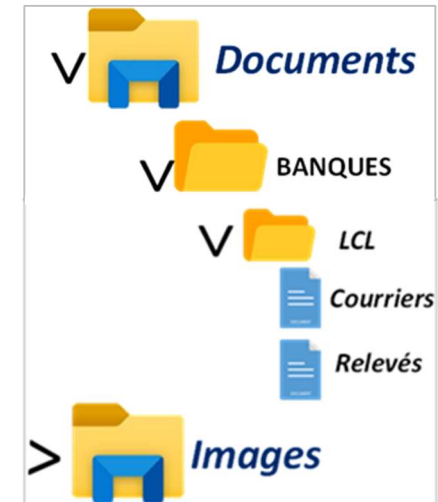 Documents
BANQUES
LCL
Courriers
Relevés
Images